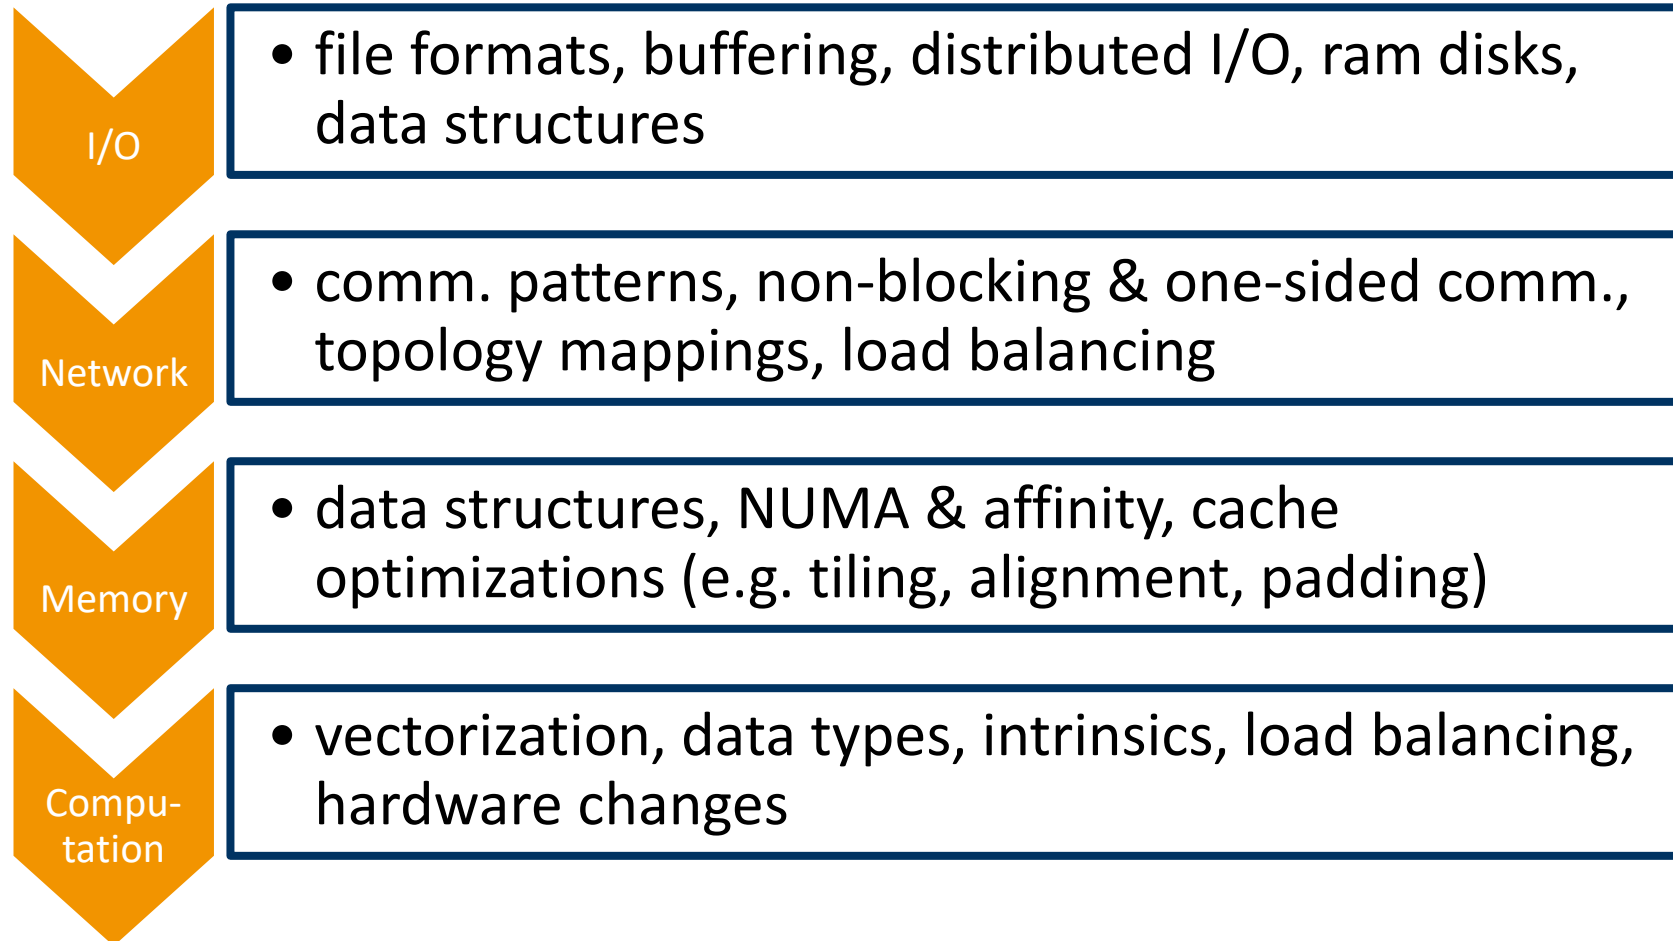 I/O
• file formats, buffering, distributed I/O, ram disks,
data structures
Network
• comm. patterns, non-blocking & one-sided comm.,
topology mappings, load balancing
Memory
• data structures, NUMA & affinity, cache
optimizations (e.g. tiling, alignment, padding)
Compu-
tation
• vectorization, data types, intrinsics, load balancing,
hardware changes